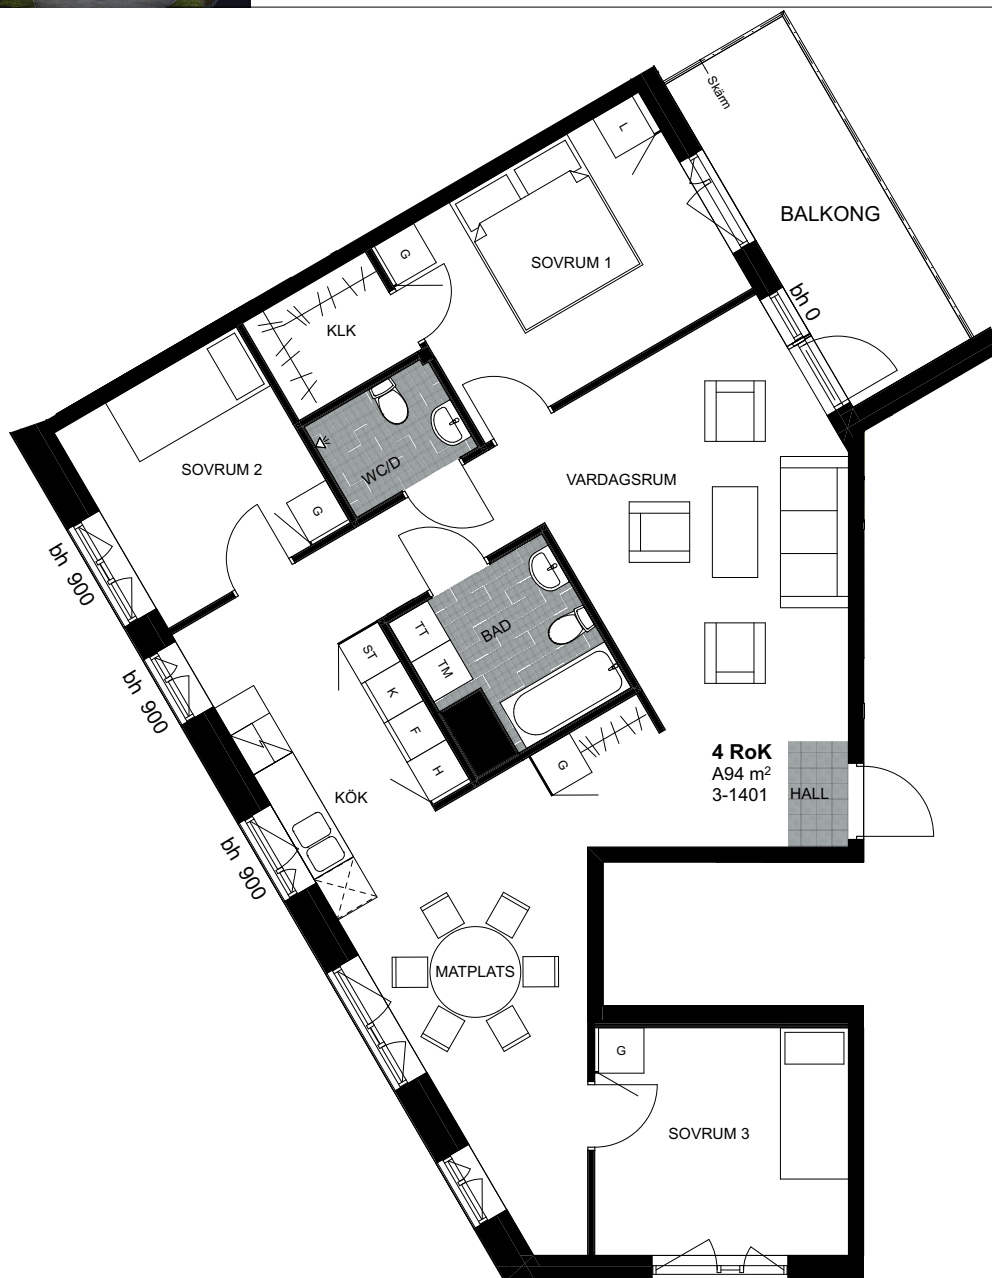 Skärm
BALKONG
bh 0
L
SOVRUM 1
G
KLK
SOVRUM 2
G
WC/D
VARDAGSRUM
bh 900
bh 900
bh 900
BAD
TT
TM
ST
K
F
H
G
KÖK
4 RoK
A94 m²
3-1401
HALL
MATPLATS
G
SOVRUM 3